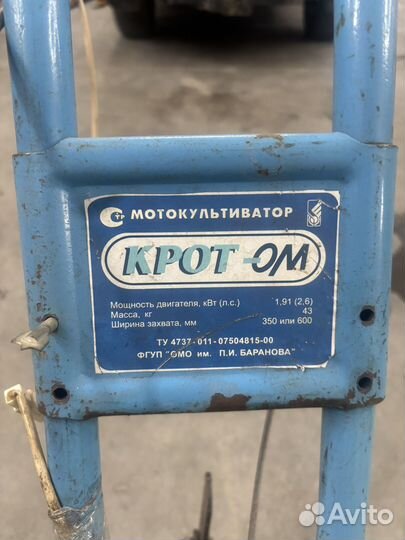 СТР МОТОКУЛЬТИВАТОР
КРОТ-ОМ
Мощность двигателя, кВт (л.с.) 1,91 (2,6)
Масса, кг 43
Ширина захвата, мм 350 или 600
ТУ 4737-011-07504815-00
ФГУП "ОМО им. П.И. БАРАНОВА"
Avito